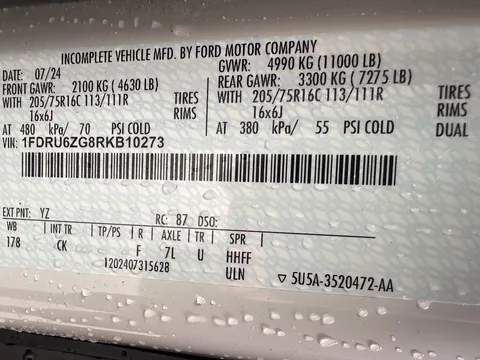 INCOMPLETE VEHICLE MFD. BY FORD MOTOR COMPANY
DATE: 07/24 GVWR: 4990 KG (11000 LB)
FRONT GAWR: 2100 KG ( 4630 LB) REAR GAWR: 3300 KG ( 7275 LB)
WITH 205/75R16C 113/111R TIRES WITH 205/75R16C 113/111R TIRES
16x6J RIMS 16x6J RIMS
AT 480 kPa/ 70 PSI COLD AT 380 kPa/ 55 PSI COLD DUAL
VIN: 1FDRU6ZG8RKB10273
EXT PNT: YZ RC: 87 DSO:
WB INT TR TP/PS R AXLE TR SPR
178 CK F 7L U HHFF
1202407315628 ULN ▽ 5U5A-3520472-AA